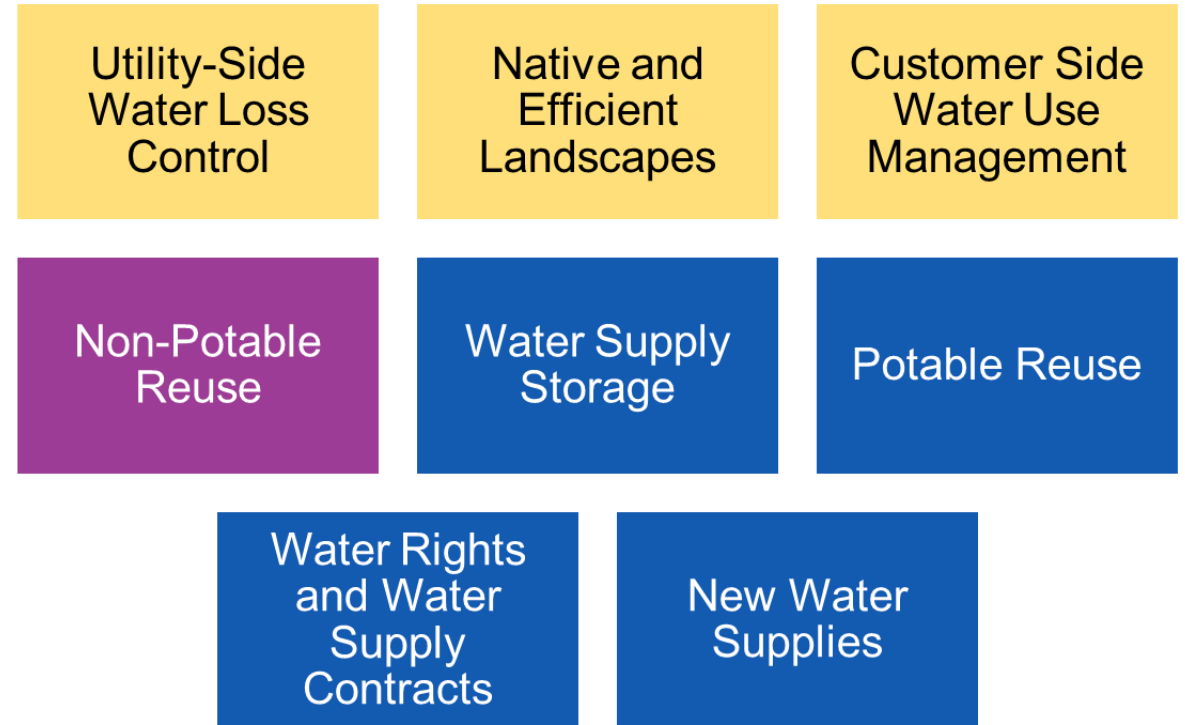 Utility-Side
Water Loss
Control
Native and
Efficient
Landscapes
Customer Side
Water Use
Management
Non-Potable
Reuse
Water Supply
Storage
Potable Reuse
Water Rights
and Water
Supply
Contracts
New Water
Supplies